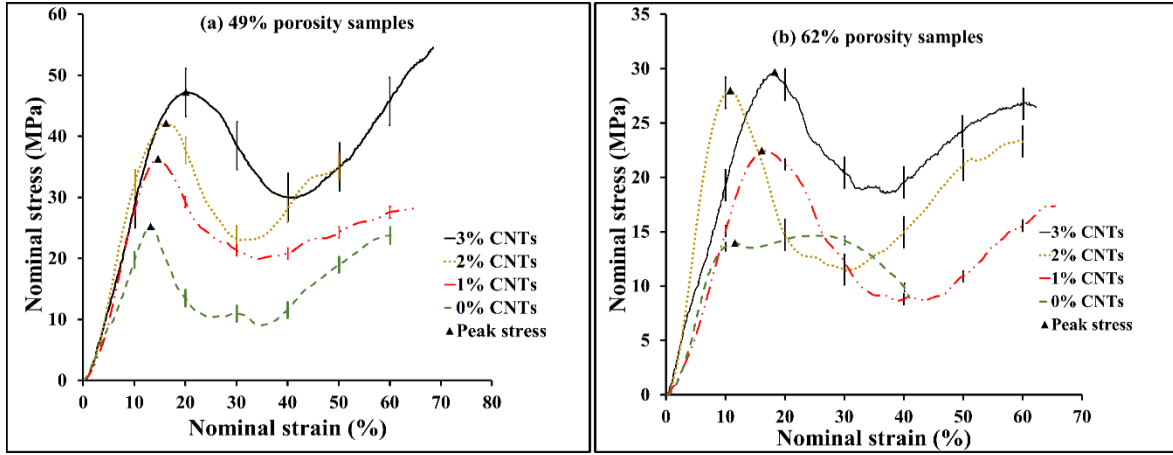 (a) 49% porosity samples
60
50
40
30
20
10
0
Nominal stress (MPa)
3% CNTs
2% CNTs
1% CNTs
0% CNTs
Peak stress
0 10 20 30 40 50 60 70 80
Nominal strain (%)
(b) 62% porosity samples
35
30
25
20
15
10
5
0
Nominal stress (MPa)
3% CNTs
2% CNTs
1% CNTs
0% CNTs
Peak stress
0 10 20 30 40 50 60 70
Nominal strain (%)